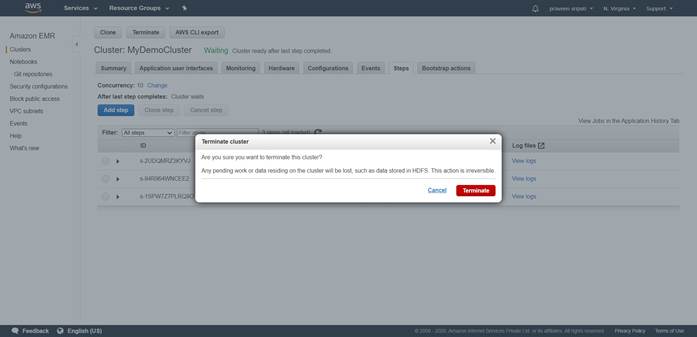 aws
Services
Resource Groups
praveen sripati
N. Virginia
Support
Amazon EMR
Clusters
Notebooks
Git repositories
Security configurations
Block public access
VPC subnets
Events
Help
What's new
Clone
Terminate
AWS CLI export
Cluster: MyDemoCluster
Waiting
Cluster ready after last step completed.
Summary
Application user interfaces
Monitoring
Hardware
Configurations
Events
Steps
Bootstrap actions
Concurrency: 10 Change
After last step completes: Cluster waits
Add step
Clone step
Cancel step
View Jobs in the Application History Tab
Filter: All steps
ID
Log files
View logs
View logs
View logs
Terminate cluster
Are you sure you want to terminate this cluster?
Any pending work or data residing on the cluster will be lost, such as data stored in HDFS. This action is irreversible.
Cancel
Terminate
Feedback
English (US)
© 2008 - 2020, Amazon Internet Services Private Ltd. or its affiliates. All rights reserved.
Privacy Policy
Terms of Use